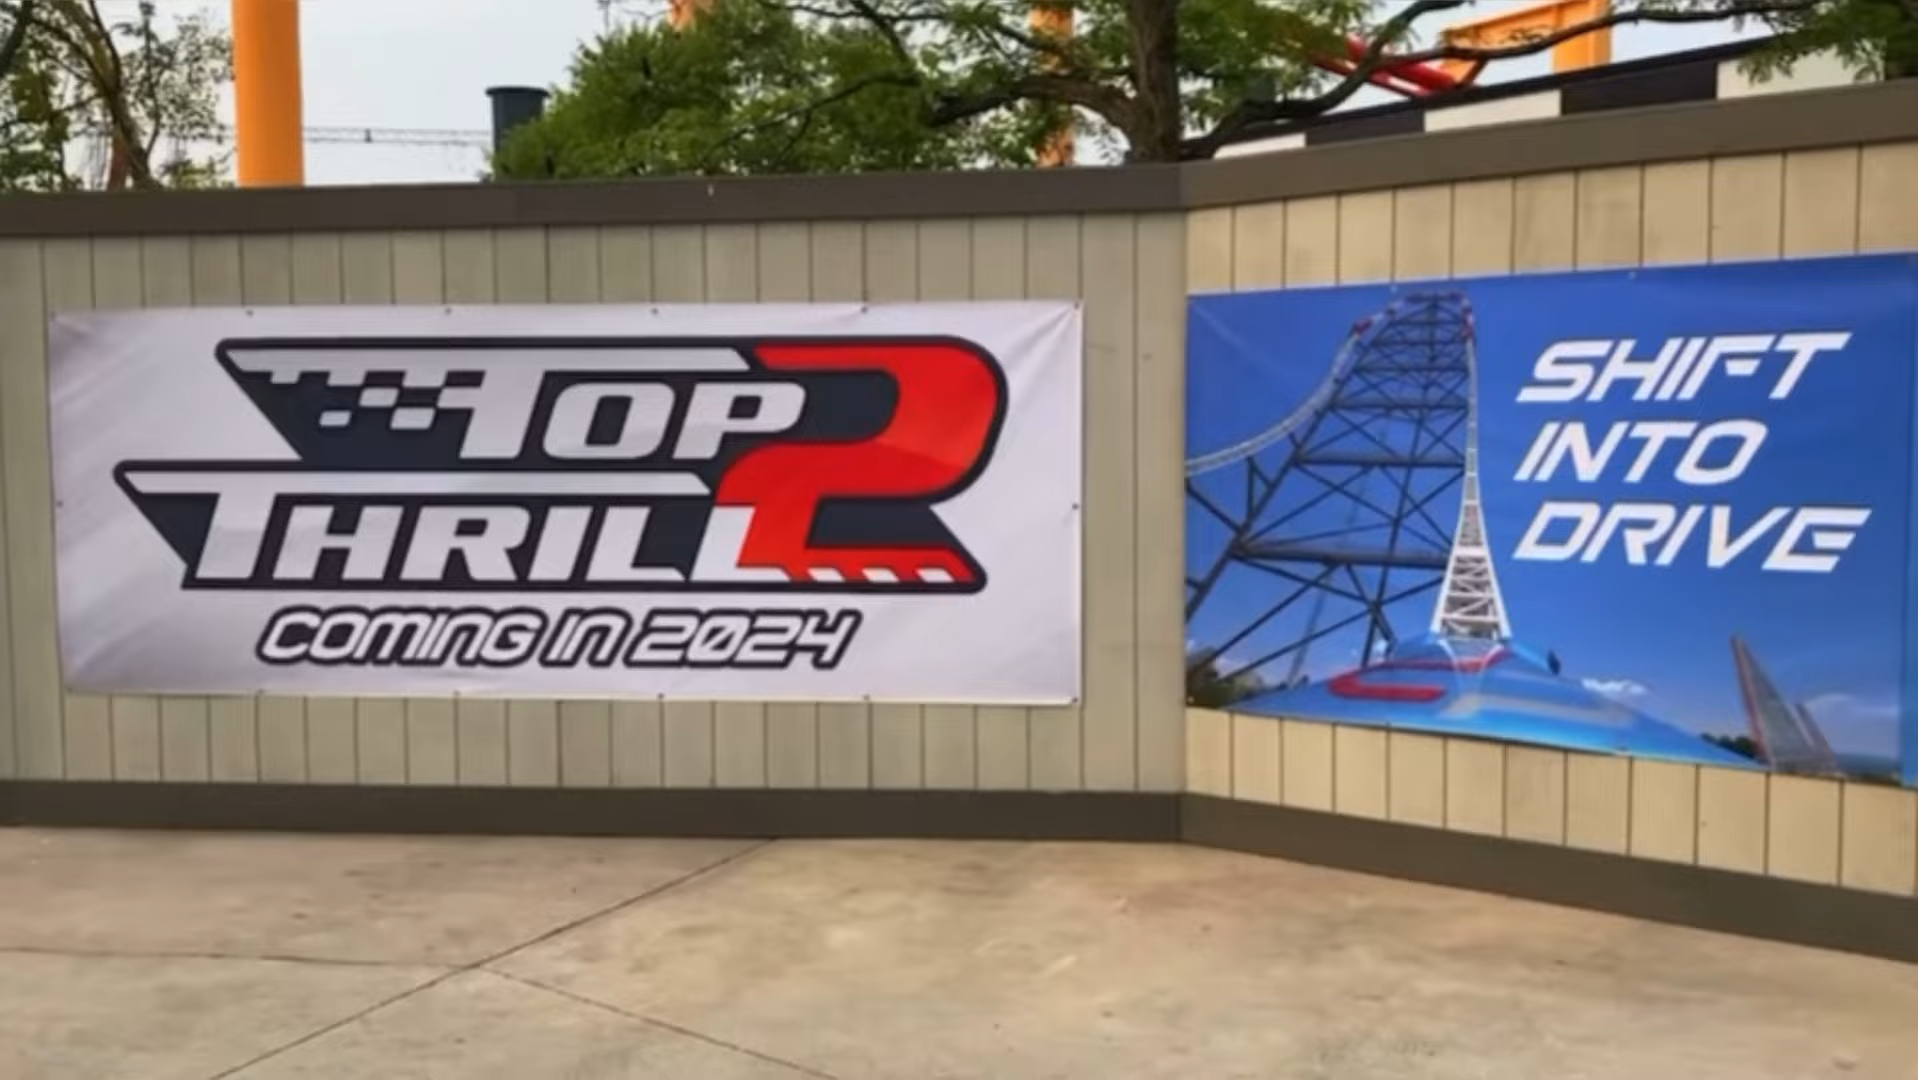 TOP
THRILL 2
COMING IN 2024
SHIFT
INTO
DRIVE